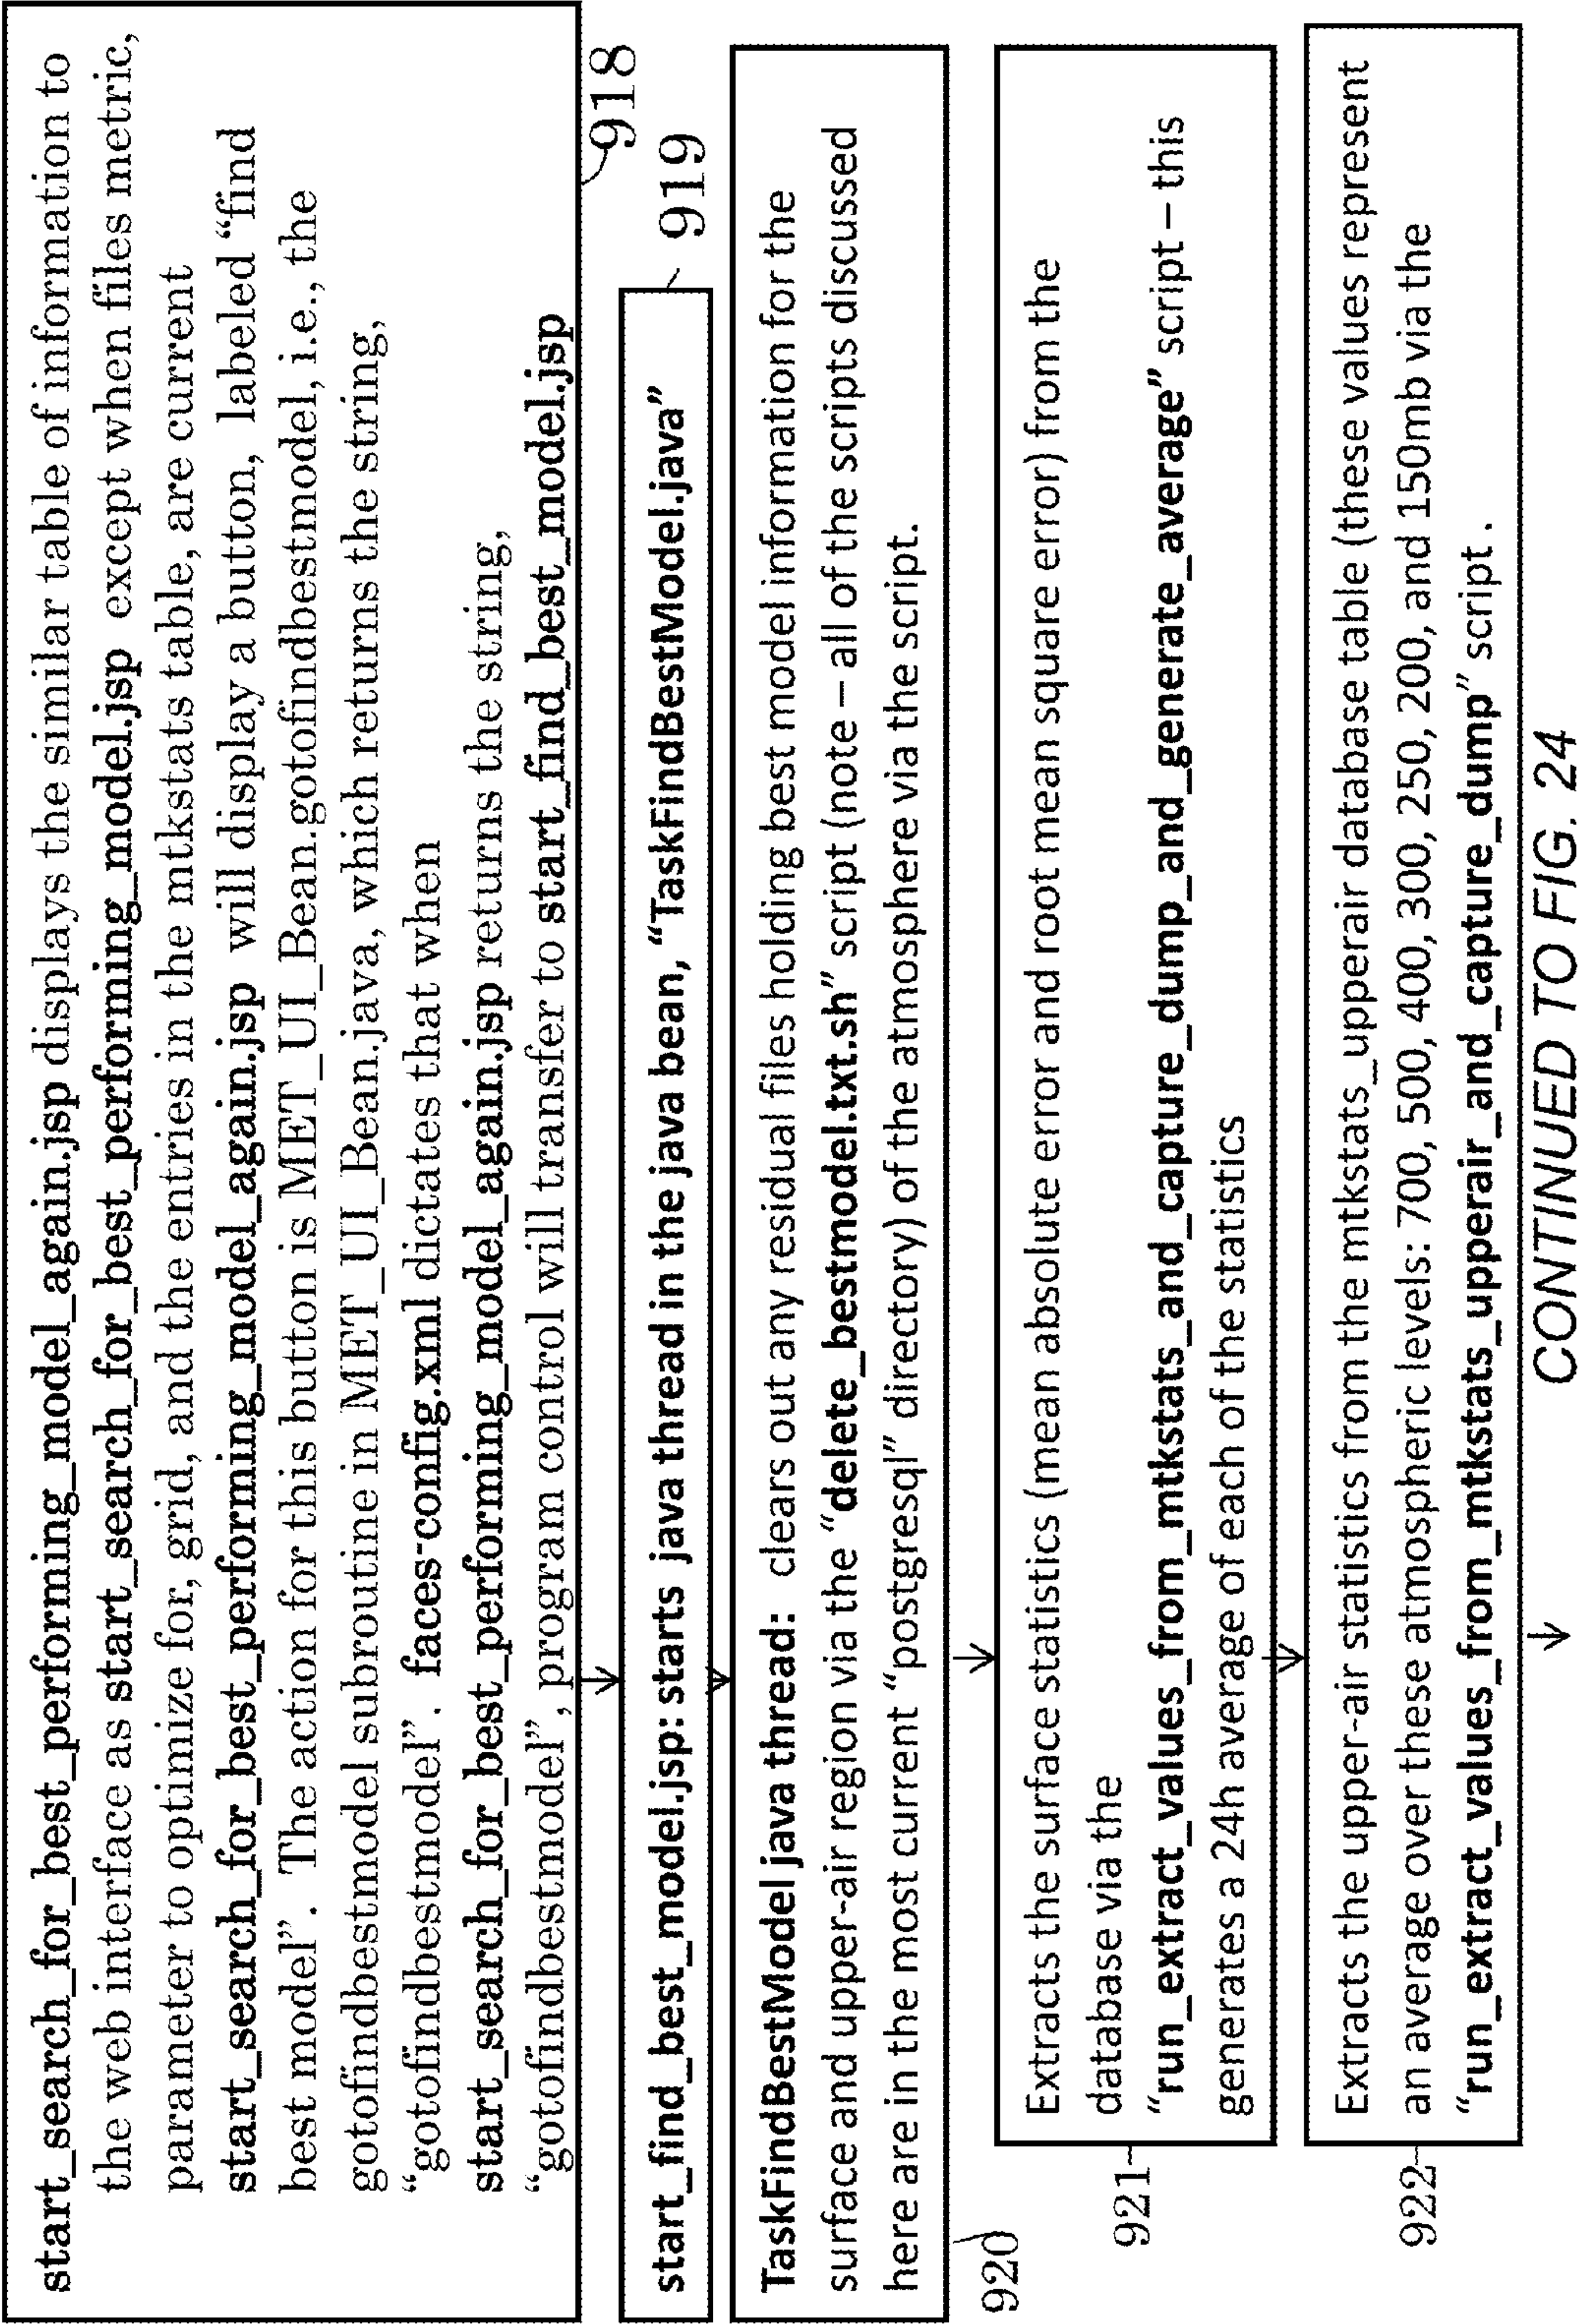 start_search_for_best_performing_model_again.jsp displays the similar table of information to
the web interface as start_search_for_best_performing_model.jsp except when files metric,
parameter to optimize for, grid, and the entries in the mtkstats table, are current
start_search_for_best_performing_model_again.jsp will display a button, labeled “find
best model”. The action for this button is MET_UI_Bean.gotofindbestmodel, i.e., the
gotofindbestmodel subroutine in MET_UI_Bean.java, which returns the string,
“gotofindbestmodel”. faces-config.xml dictates that when
start_search_for_best_performing_model_again.jsp returns the string,
“gotofindbestmodel”, program control will transfer to start_find_best_model.jsp
918
start_find_best_model.jsp: starts java thread in the java bean, “TaskFindBestModel.java”
919
TaskFindBestModel java thread: clears out any residual files holding best model information for the
surface and upper-air region via the “delete_bestmodel.txt.sh” script (note – all of the scripts discussed
here are in the most current “postgresql” directory) of the atmosphere via the script.
920
Extracts the surface statistics (mean absolute error and root mean square error) from the
database via the
“run_extract_values_from_mtkstats_and_capture_dump_and_generate_average” script – this
generates a 24h average of each of the statistics
921
Extracts the upper-air statistics from the mtkstats_upperair database table (these values represent
an average over these atmospheric levels: 700, 500, 400, 300, 250, 200, and 150mb via the
“run_extract_values_from_mtkstats_upperair_and_capture_dump” script .
922
CONTINUED TO FIG. 24